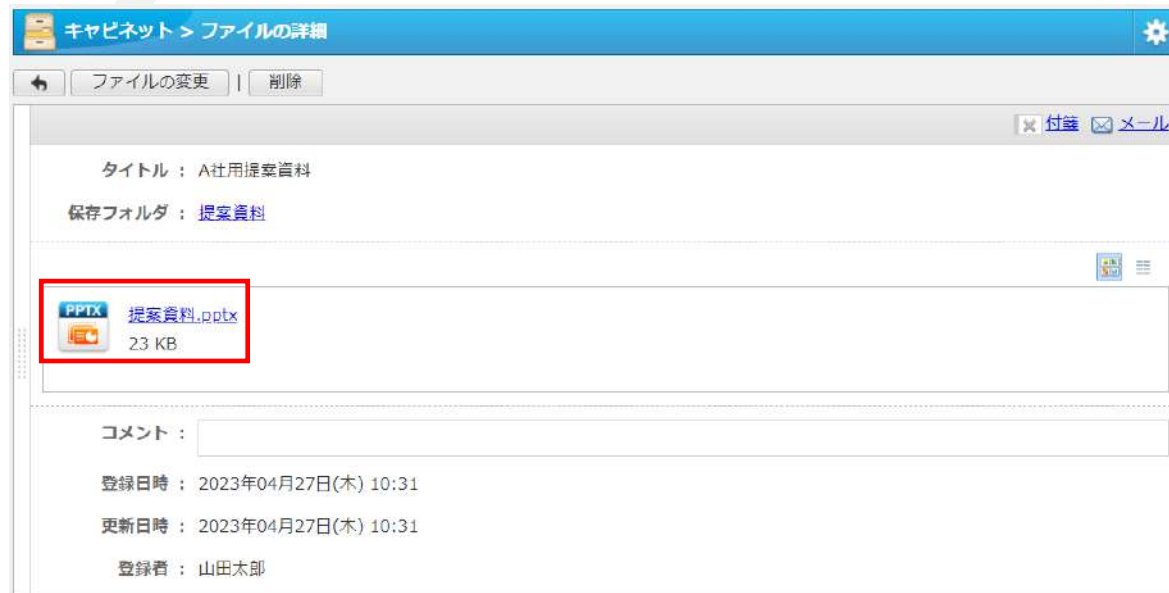 キャビネット > ファイルの詳細
ファイルの変更 | 削除
付箋 メール
タイトル : A社用提案資料
保存フォルダ : 提案資料
PPTX 提案資料.pptx
23 KB
コメント :
登録日時 : 2023年04月27日(木) 10:31
更新日時 : 2023年04月27日(木) 10:31
登録者 : 山田太郎